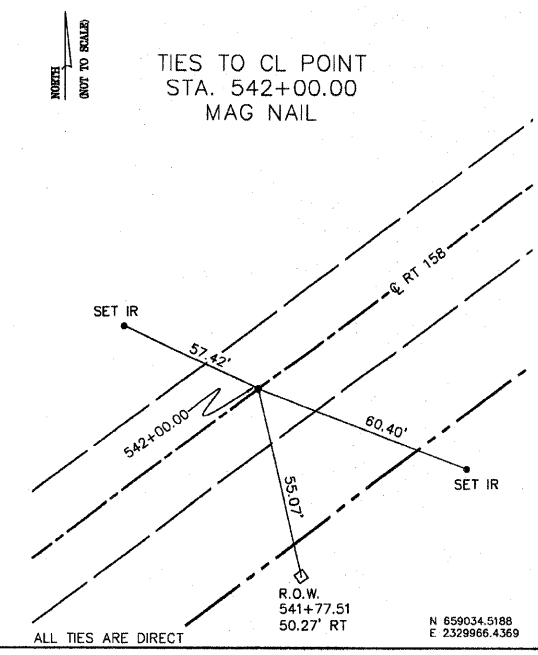 NORTH
(NOT TO SCALE)
TIES TO CL POINT
STA. 542+00.00
MAG NAIL
℄ RT 158
SET IR
57.42'
542+00.00
60.40'
SET IR
55.07'
R.O.W.
541+77.51
50.27' RT
N 659034.5188
E 2329966.4369
ALL TIES ARE DIRECT